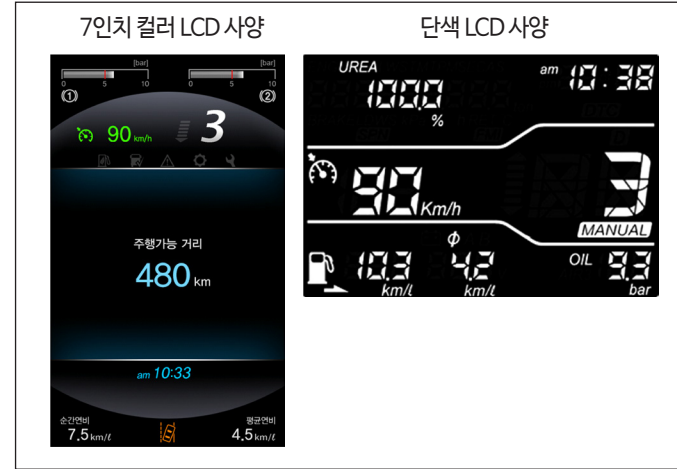 7인치 컬러 LCD 사양
단색 LCD 사양
[bar]
[bar]
0 5 10
0 5 10
(1)
(2)
90 km/h
3
주행가능 거리
480 km
am 10:33
순간연비
7.5 km/ℓ
평균연비
4.5 km/ℓ
UREA
100.0
%
am 10:38
90 Km/h
3
MANUAL
10.3
km/ℓ
Φ
4.2
km/ℓ
OIL 9.3
bar